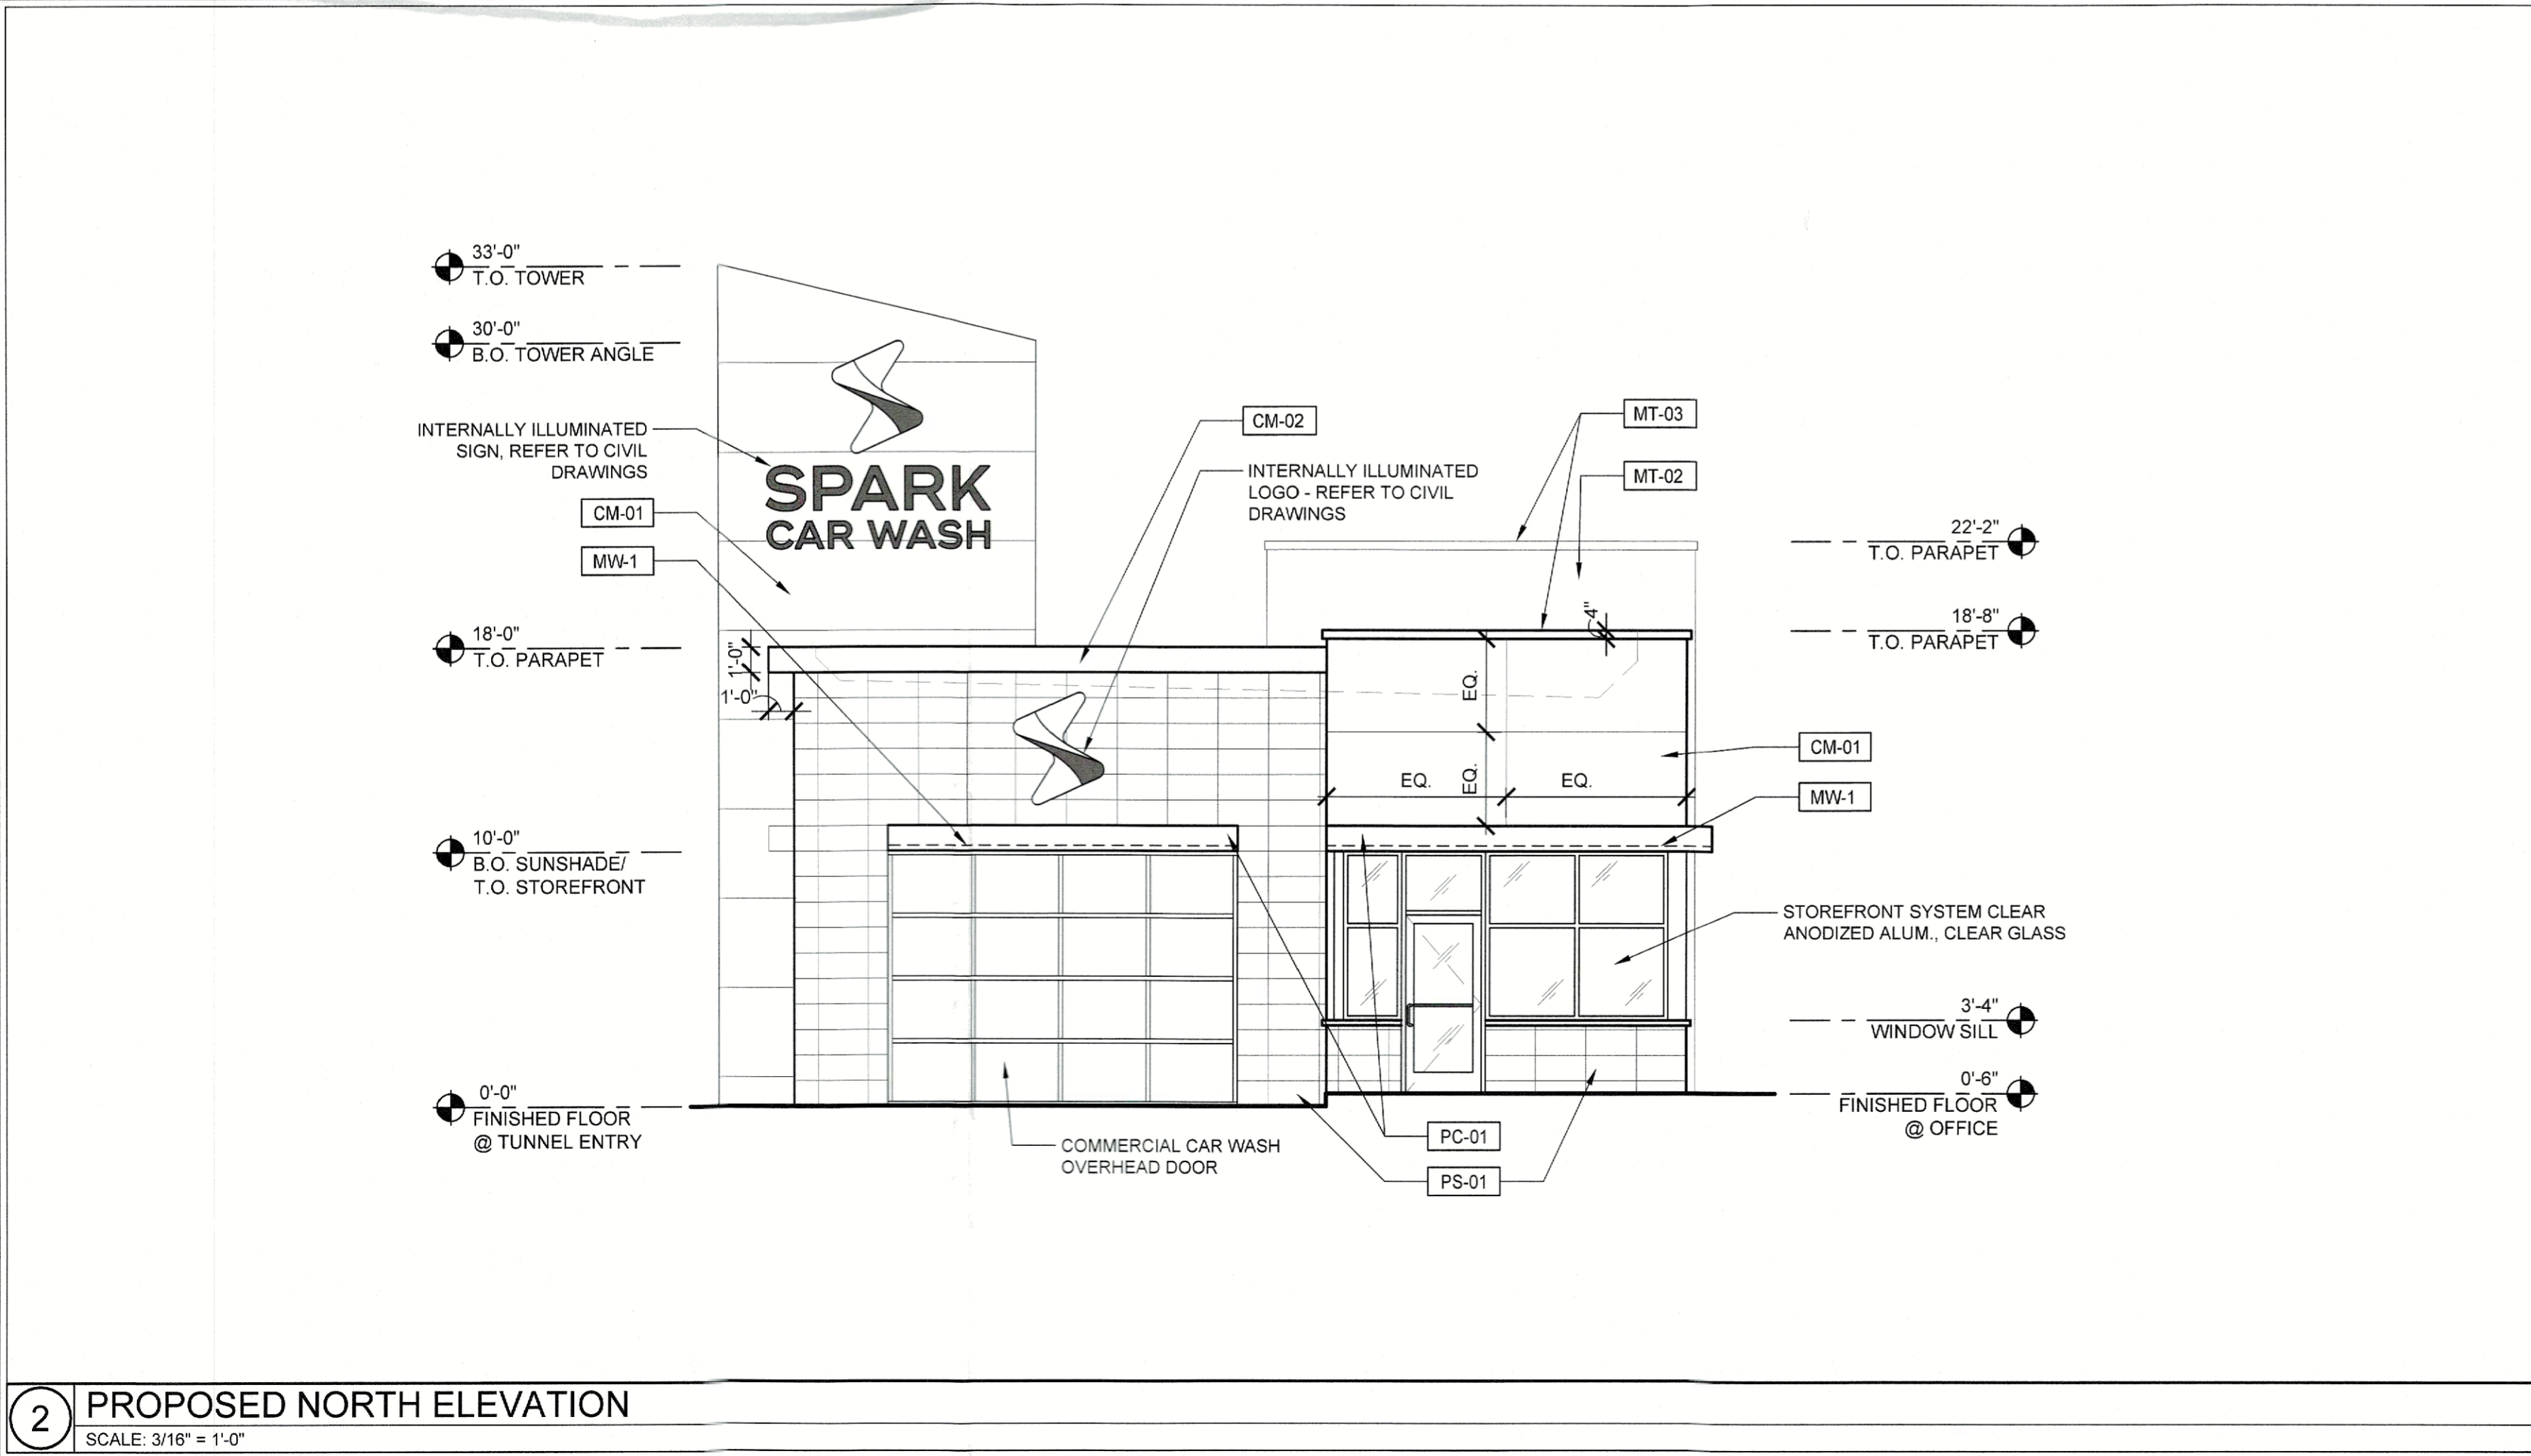 33'-0"
T.O. TOWER
30'-0"
B.O. TOWER ANGLE
INTERNALLY ILLUMINATED
SIGN, REFER TO CIVIL
DRAWINGS
CM-01
MW-1
18'-0"
T.O. PARAPET
10'-0"
B.O. SUNSHADE/
T.O. STOREFRONT
0'-0"
FINISHED FLOOR
@ TUNNEL ENTRY
SPARK
CAR WASH
1'-0"
1'-0"
CM-02
INTERNALLY ILLUMINATED
LOGO - REFER TO CIVIL
DRAWINGS
MT-03
MT-02
4"
EQ.
EQ.
EQ.
EQ.
22'-2"
T.O. PARAPET
18'-8"
T.O. PARAPET
CM-01
MW-1
STOREFRONT SYSTEM CLEAR
ANODIZED ALUM., CLEAR GLASS
3'-4"
WINDOW SILL
0'-6"
FINISHED FLOOR
@ OFFICE
COMMERCIAL CAR WASH
OVERHEAD DOOR
PC-01
PS-01
2
PROPOSED NORTH ELEVATION
SCALE: 3/16" = 1'-0"